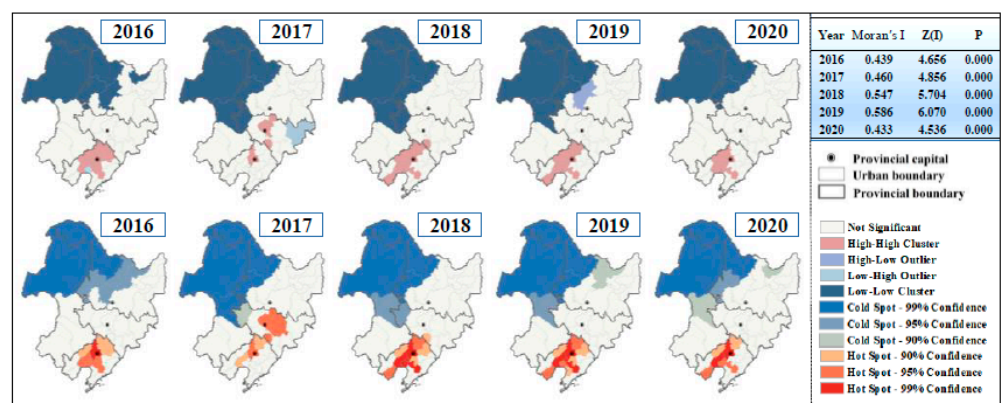 2016 2017 2018 2019 2020
2016 2017 2018 2019 2020
Year Moran's I Z(I) P
2016 0.439 4.656 0.000
2017 0.460 4.856 0.000
2018 0.547 5.704 0.000
2019 0.586 6.070 0.000
2020 0.433 4.536 0.000
Provincial capital
Urban boundary
Provincial boundary
Not Significant
High-High Cluster
High-Low Outlier
Low-High Outlier
Low-Low Cluster
Cold Spot - 99% Confidence
Cold Spot - 95% Confidence
Cold Spot - 90% Confidence
Hot Spot - 90% Confidence
Hot Spot - 95% Confidence
Hot Spot - 99% Confidence